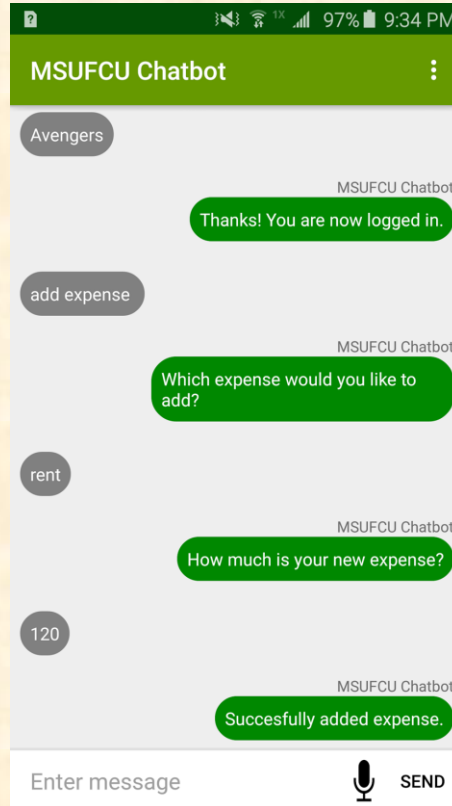 1X 97% 9:34 PM
MSUFCU Chatbot
Avengers
MSUFCU Chatbot
Thanks! You are now logged in.
add expense
MSUFCU Chatbot
Which expense would you like to
add?
rent
MSUFCU Chatbot
How much is your new expense?
120
MSUFCU Chatbot
Succesfully added expense.
Enter message
SEND